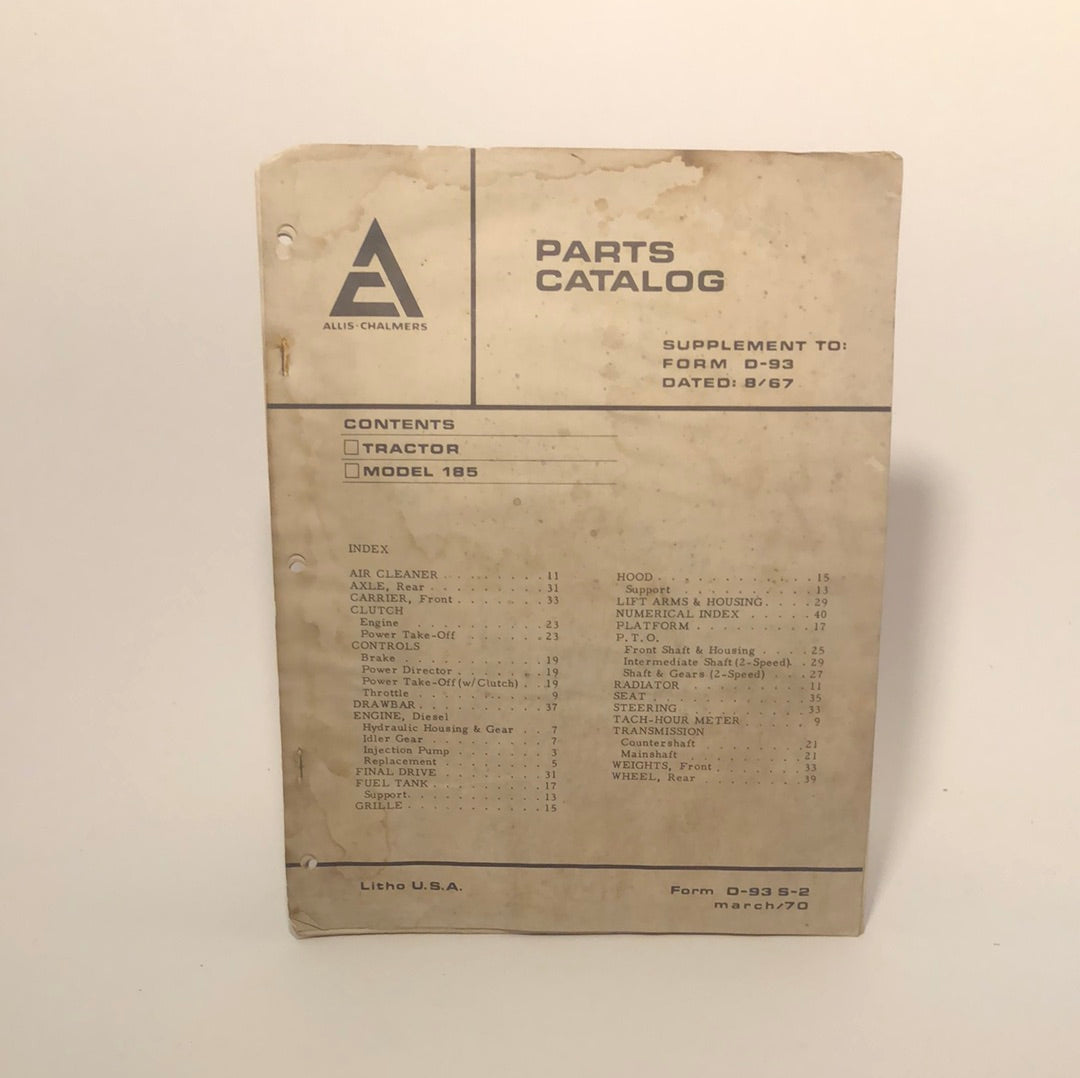 ALLIS-CHALMERS
PARTS
CATALOG
SUPPLEMENT TO:
FORM D-93
DATED: 8/67
CONTENTS
TRACTOR
MODEL 185
INDEX
AIR CLEANER . . . . . . . . 11
AXLE, Rear . . . . . . . . . 31
CARRIER, Front . . . . . . . 33
CLUTCH
Engine . . . . . . . . . . 23
Power Take-Off . . . . . . 23
CONTROLS
Brake . . . . . . . . . . 19
Power Director . . . . . . 19
Power Take-Off (w/Clutch) . . 19
Throttle . . . . . . . . . 9
DRAWBAR . . . . . . . . . . 37
ENGINE, Diesel
Hydraulic Housing & Gear . . 7
Idler Gear . . . . . . . . 7
Injection Pump . . . . . . 3
Replacement . . . . . . . 5
FINAL DRIVE . . . . . . . . 31
FUEL TANK . . . . . . . . . 17
Support . . . . . . . . . 13
GRILLE . . . . . . . . . . . 15
HOOD . . . . . . . . . . . . 15
Support . . . . . . . . . 13
LIFT ARMS & HOUSING . . . . 29
NUMERICAL INDEX . . . . . . 40
PLATFORM . . . . . . . . . 17
P.T.O.
Front Shaft & Housing . . . . 25
Intermediate Shaft (2-Speed) . . 29
Shaft & Gears (2-Speed) . . . 27
RADIATOR . . . . . . . . . 11
SEAT . . . . . . . . . . . . 35
STEERING . . . . . . . . . . 33
TACH-HOUR METER . . . . . . 9
TRANSMISSION
Countershaft . . . . . . . 21
Mainshaft . . . . . . . . 21
WEIGHTS, Front . . . . . . . 33
WHEEL, Rear . . . . . . . . 39
Litho U.S.A.
Form D-93 S-2
march/70